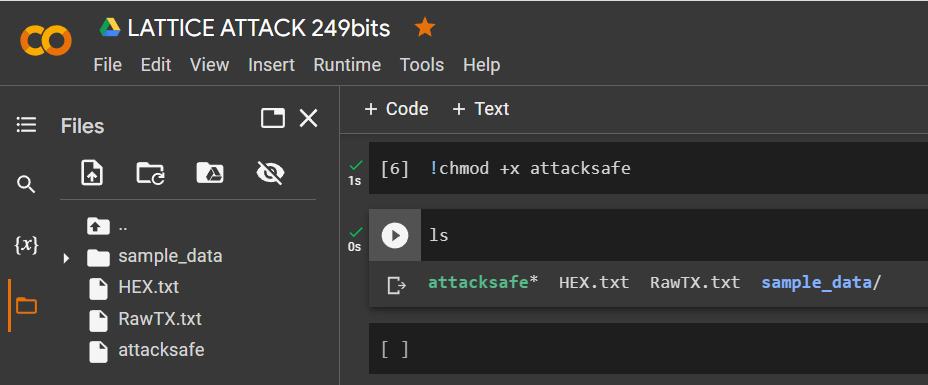 LATTICE ATTACK 249bits
File Edit View Insert Runtime Tools Help
Files
+ Code + Text
[6] !chmod +x attacksafe
1s
ls
0s
attacksafe* HEX.txt RawTX.txt sample_data/
[ ]
{x}
..
sample_data
HEX.txt
RawTX.txt
attacksafe